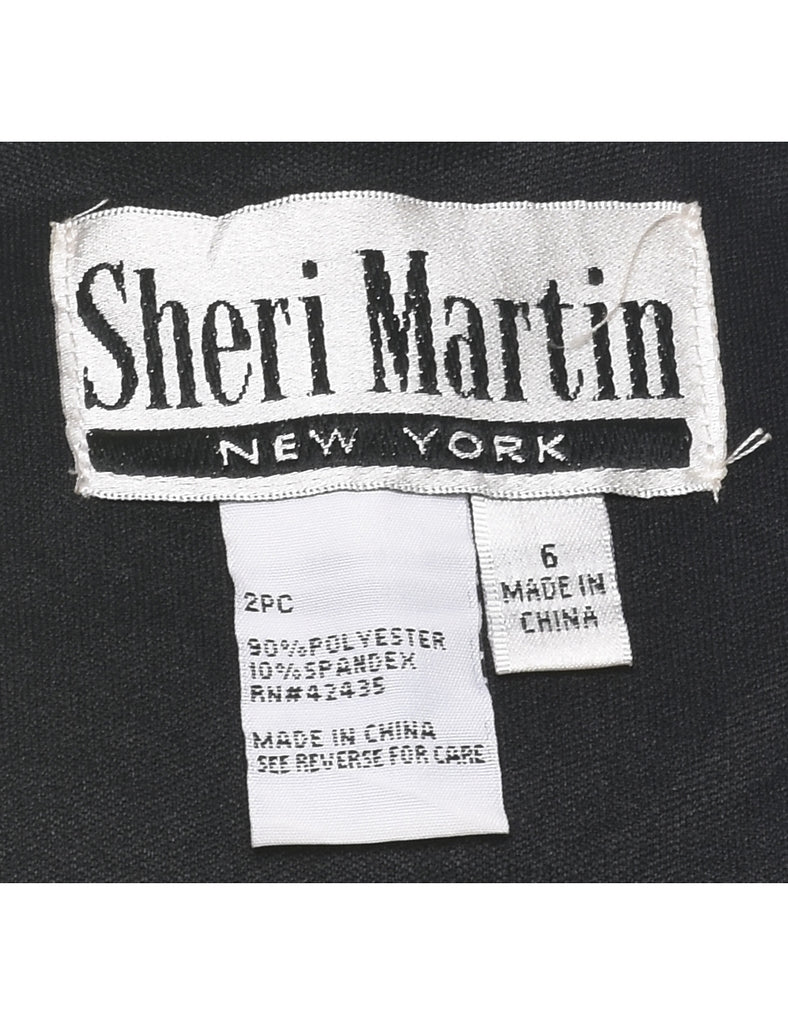 Sheri Martin
NEW YORK
6
MADE IN
CHINA
2PC
90%POLYESTER
10%SPANDEX
RN#42435
MADE IN CHINA
SEE REVERSE FOR CARE